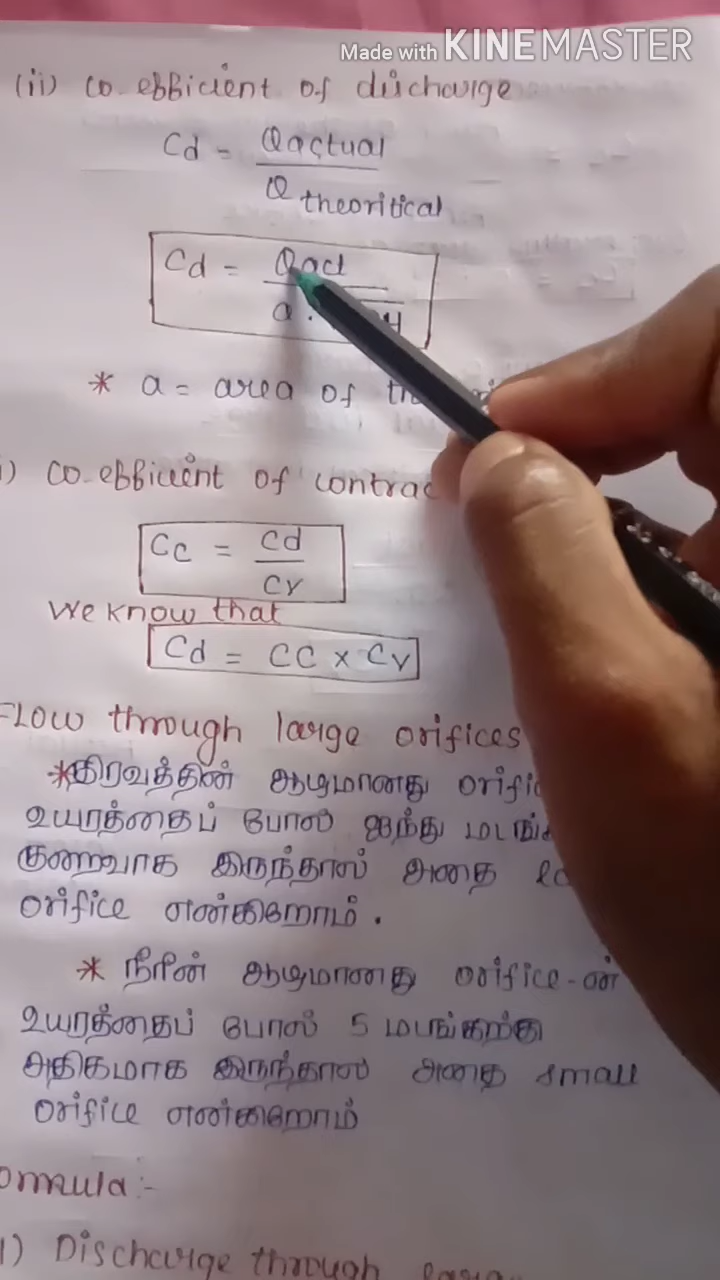 Made with KINEMASTER
(ii) co.efficient of discharge
Cd = Qactual
Q theoritical
Cd = Qact
a.
* a = area of
) co.efficient of
Cc = Cd
Cv
We know that
Cd = CC x Cv
Flow through large orifices
*திரவத்தின் ஆழமானது
உயரத்தைப் போல் ஐந்து
குறைவாக இருந்தால் அதை
orifice என்கிறோம்.
* நீரின் ஆழமானது orifice-ன்
உயரத்தைப் போல் 5 மடங்கிற்கு
அதிகமாக இருந்தால் அதை small
orifice என்கிறோம்
ormula:-
1) Discharge through